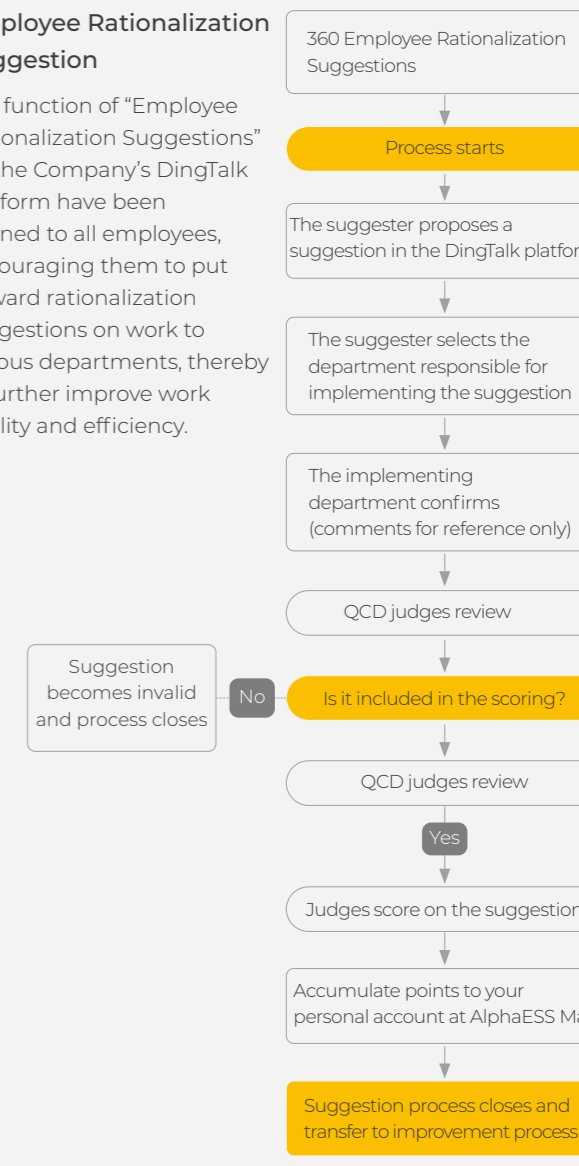 ployee Rationalization
ggestion
function of “Employee
onalization Suggestions”
he Company’s DingTalk
form have been
ned to all employees,
ouraging them to put
ward rationalization
gestions on work to
ous departments, thereby
urther improve work
lity and efficiency.
360 Employee Rationalization
Suggestions
Process starts
The suggester proposes a
suggestion in the DingTalk platfor
The suggester selects the
department responsible for
implementing the suggestion
The implementing
department confirms
(comments for reference only)
QCD judges review
Suggestion
becomes invalid
and process closes
No
Is it included in the scoring?
QCD judges review
Yes
Judges score on the suggestion
Accumulate points to your
personal account at AlphaESS Ma
Suggestion process closes and
transfer to improvement process